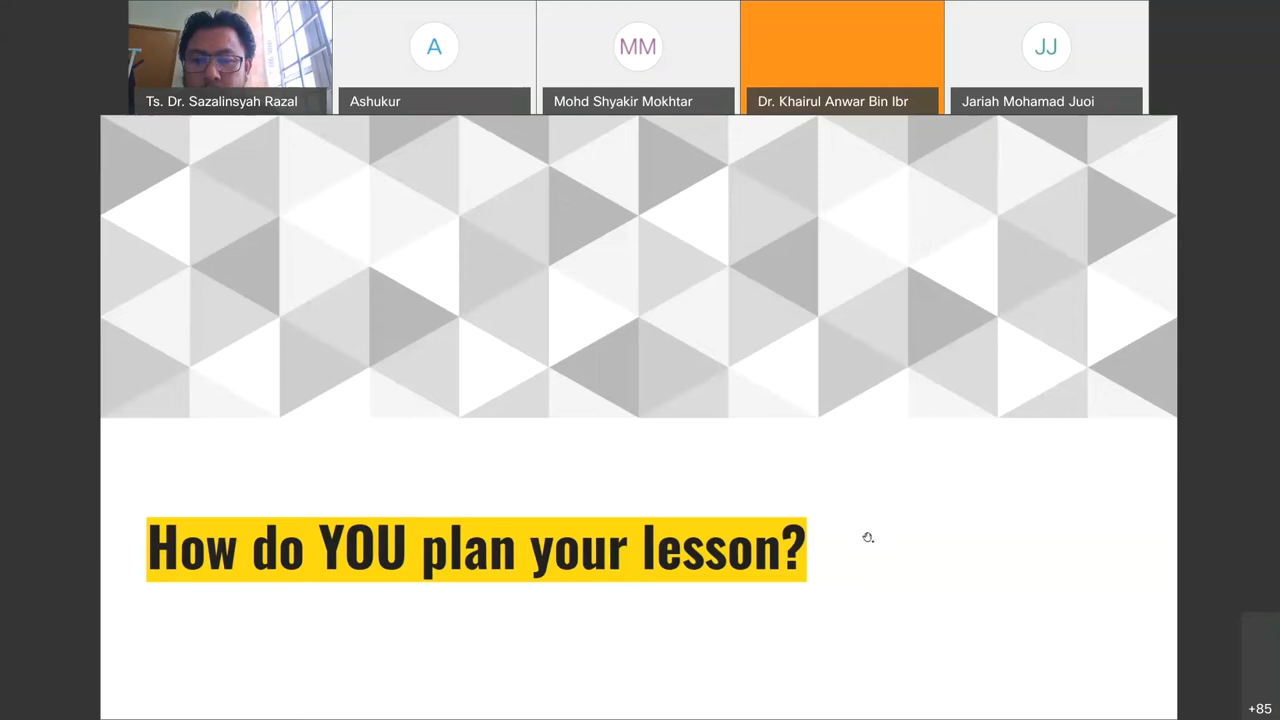 Ts. Dr. Sazalinsyah Razal
A
Ashukur
MM
Mohd Shyakir Mokhtar
Dr. Khairul Anwar Bin Ibr
JJ
Jariah Mohamad Juoi
How do YOU plan your lesson?
+85